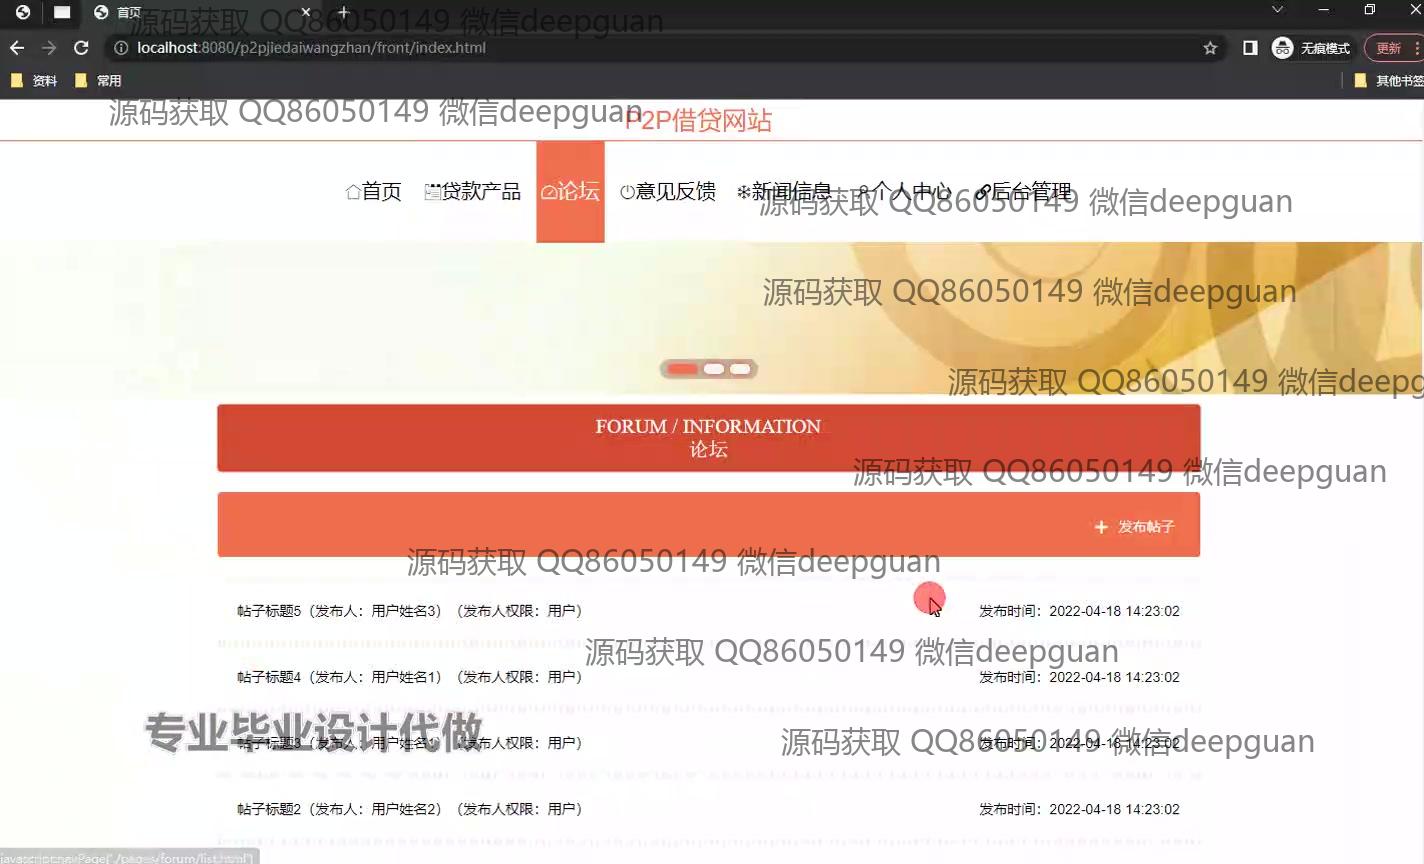 首页
源码获取 QQ86050149 微信deepguan
localhost:8080/p2pjiedaiwangzhan/front/index.html
无痕模式
更新
资料
常用
其他书签
源码获取 QQ86050149 微信deepguan
P2P借贷网站
首页
贷款产品
论坛
意见反馈
新闻信息
个人中心
后台管理
源码获取 QQ86050149 微信deepguan
源码获取 QQ86050149 微信deepguan
源码获取 QQ86050149 微信deepg
FORUM / INFORMATION
论坛
源码获取 QQ86050149 微信deepguan
+ 发布帖子
源码获取 QQ86050149 微信deepguan
帖子标题5（发布人：用户姓名3）（发布人权限：用户） 发布时间：2022-04-18 14:23:02
源码获取 QQ86050149 微信deepguan
帖子标题4（发布人：用户姓名1）（发布人权限：用户） 发布时间：2022-04-18 14:23:02
专业毕业设计代做
帖子标题3（发布人：用户姓名1）（发布人权限：用户） 发布时间：2022-04-18 14:23:02
源码获取 QQ86050149 微信deepguan
帖子标题2（发布人：用户姓名2）（发布人权限：用户） 发布时间：2022-04-18 14:23:02
javascript:navPage('./pages/forum/list.html')